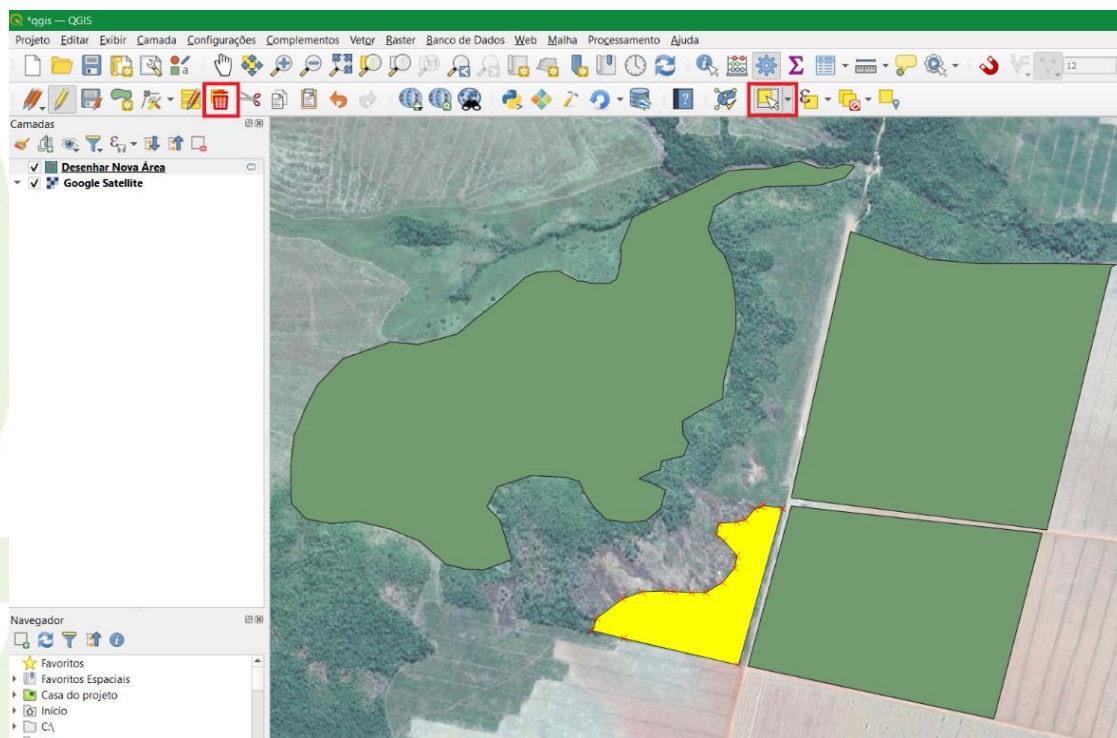 *qgis — QGIS
Projeto Editar Exibir Camada Configurações Complementos Vetor Raster Banco de Dados Web Malha Processamento Ajuda
12
Camadas
Desenhar Nova Área
Google Satellite
Navegador
Favoritos
Favoritos Espaciais
Casa do projeto
Início
C:\